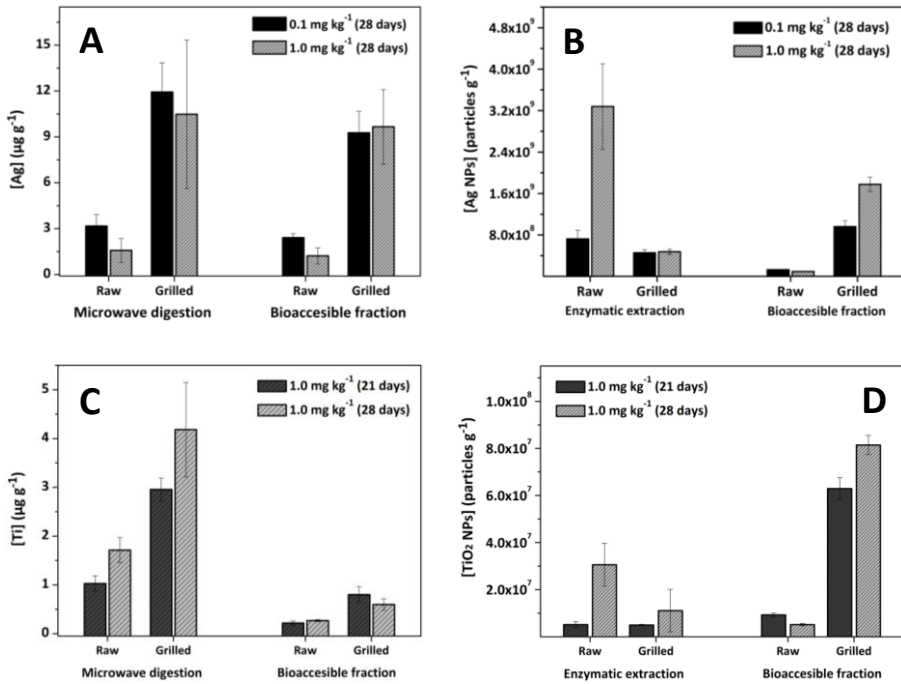 A
0.1 mg kg⁻¹ (28 days)
1.0 mg kg⁻¹ (28 days)
[Ag] (µg g⁻¹)
15
12
9
6
3
0
Raw Grilled Raw Grilled
Microwave digestion Bioaccesible fraction
B
0.1 mg kg⁻¹ (28 days)
1.0 mg kg⁻¹ (28 days)
[Ag NPs] (particles g⁻¹)
4.8x10⁹
4.0x10⁹
3.2x10⁹
2.4x10⁹
1.6x10⁹
8.0x10⁸
Raw Grilled Raw Grilled
Enzymatic extraction Bioaccesible fraction
C
1.0 mg kg⁻¹ (21 days)
1.0 mg kg⁻¹ (28 days)
[Ti] (µg g⁻¹)
5
4
3
2
1
0
Raw Grilled Raw Grilled
Microwave digestion Bioaccesible fraction
D
1.0 mg kg⁻¹ (21 days)
1.0 mg kg⁻¹ (28 days)
[TiO₂ NPs] (particles g⁻¹)
1.0x10⁸
8.0x10⁷
6.0x10⁷
4.0x10⁷
2.0x10⁷
Raw Grilled Raw Grilled
Enzymatic extraction Bioaccesible fraction